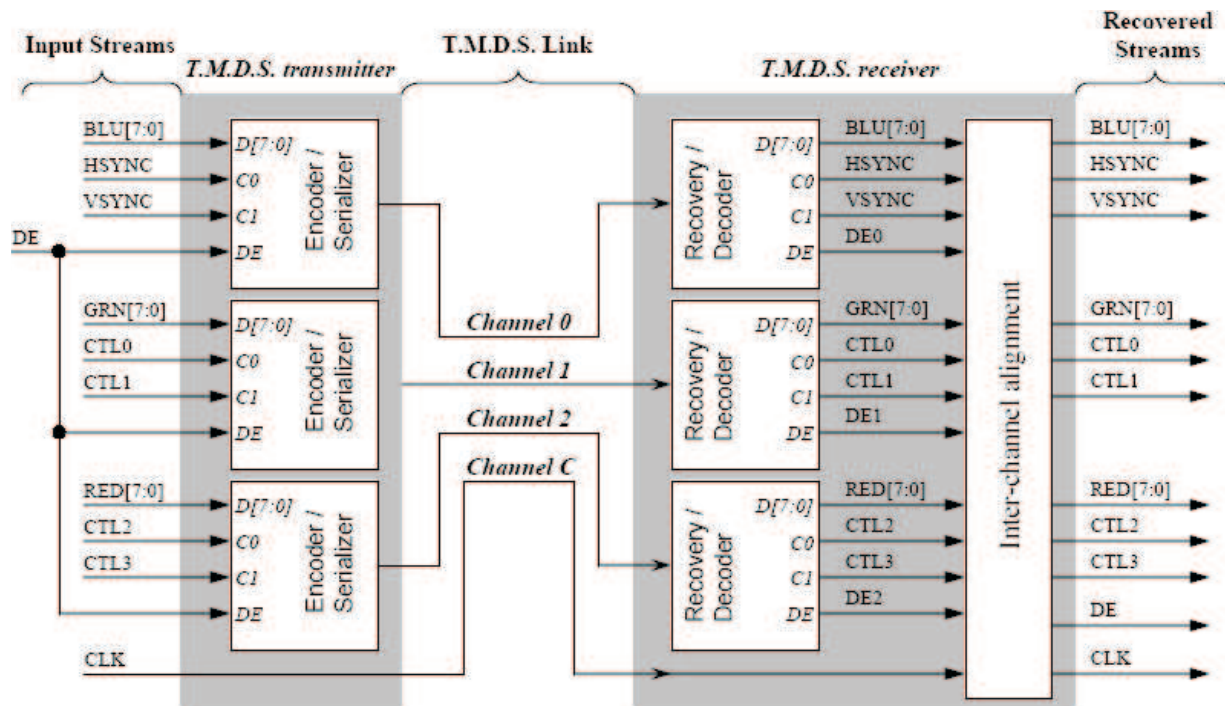 Input Streams
T.M.D.S. transmitter
T.M.D.S. Link
T.M.D.S. receiver
Recovered
Streams
BLU[7:0]
HSYNC
VSYNC
DE
D[7:0]
C0
C1
DE
Encoder /
Serializer
GRN[7:0]
CTL0
CTL1
D[7:0]
C0
C1
DE
Encoder /
Serializer
RED[7:0]
CTL2
CTL3
D[7:0]
C0
C1
DE
Encoder /
Serializer
CLK
Channel 0
Channel 1
Channel 2
Channel C
Recovery /
Decoder
D[7:0]
C0
C1
DE
BLU[7:0]
HSYNC
VSYNC
DE0
Recovery /
Decoder
D[7:0]
C0
C1
DE
GRN[7:0]
CTL0
CTL1
DE1
Recovery /
Decoder
D[7:0]
C0
C1
DE
RED[7:0]
CTL2
CTL3
DE2
Inter-channel alignment
BLU[7:0]
HSYNC
VSYNC
GRN[7:0]
CTL0
CTL1
RED[7:0]
CTL2
CTL3
DE
CLK